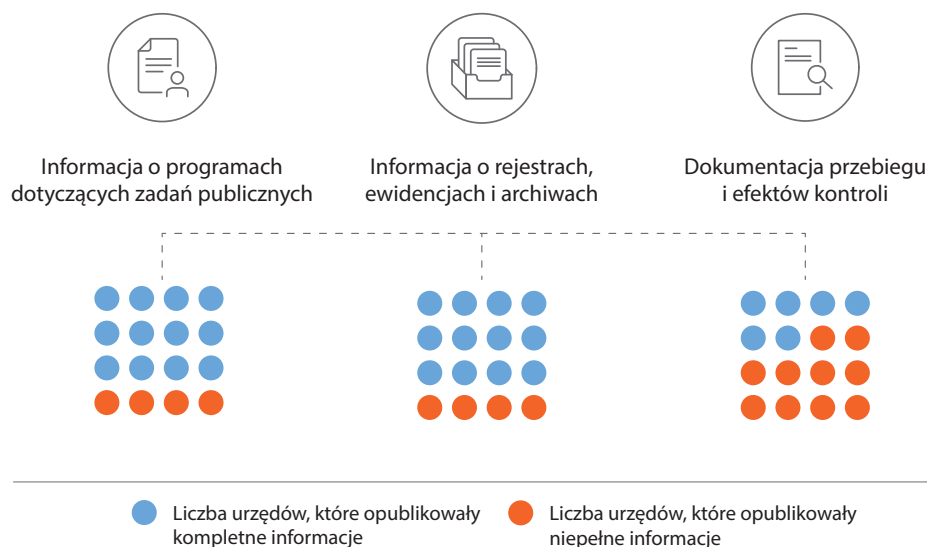 Informacja o programach
dotyczących zadań publicznych
Informacja o rejestrach,
ewidencjach i archiwach
Dokumentacja przebiegu
i efektów kontroli
Liczba urzędów, które opublikowały
kompletne informacje
Liczba urzędów, które opublikowały
niepełne informacje